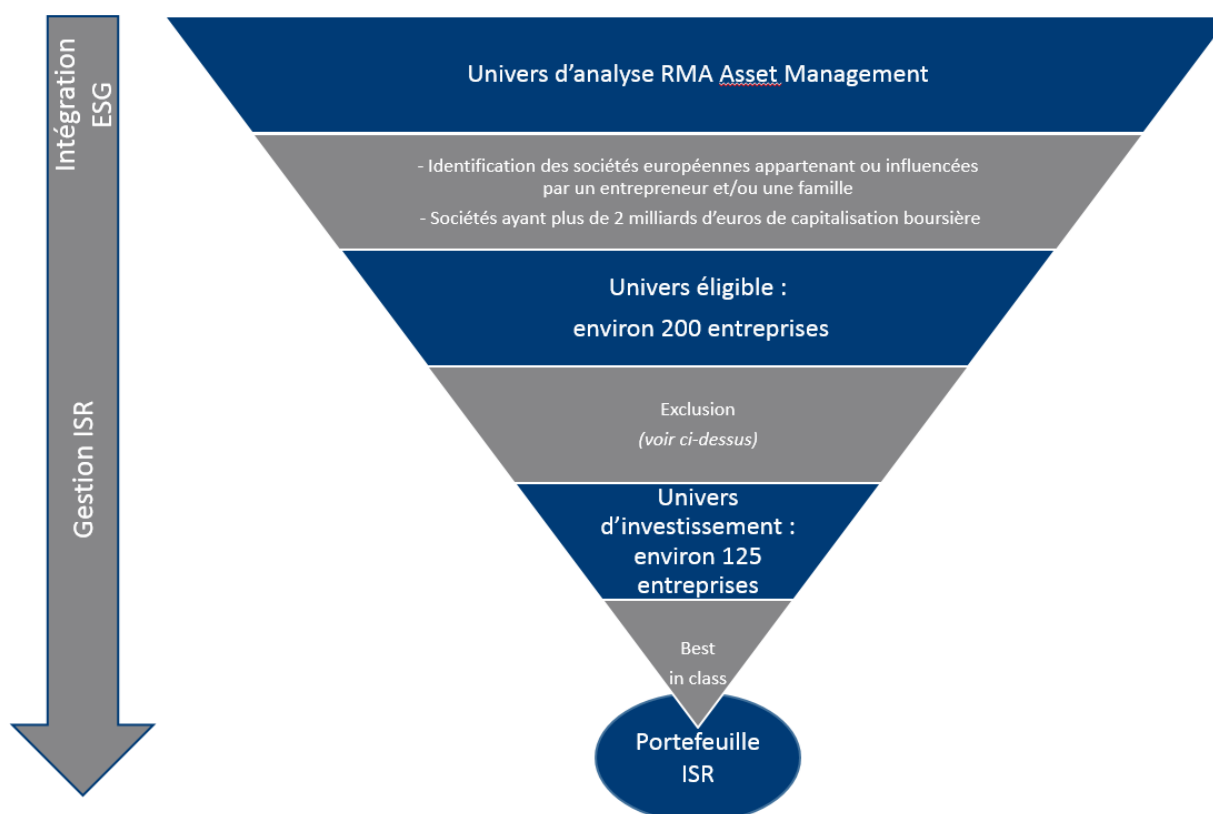 Intégration
ESG
Gestion ISR
Univers d'analyse RMA Asset Management
- Identification des sociétés européennes appartenant ou influencées
par un entrepreneur et/ou une famille
- Sociétés ayant plus de 2 milliards d'euros de capitalisation boursière
Univers éligible :
environ 200 entreprises
Exclusion
(voir ci-dessus)
Univers
d'investissement :
environ 125
entreprises
Best
in class
Portefeuille
ISR